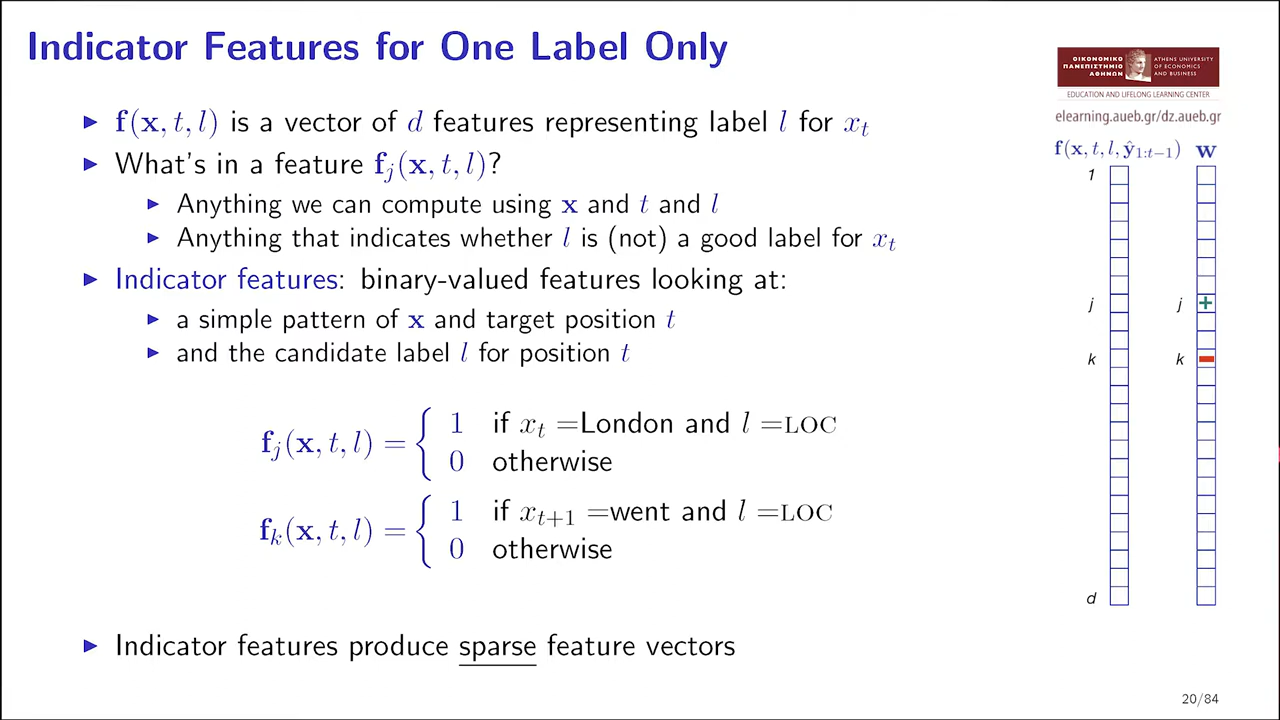 Indicator Features for One Label Only
ΟΙΚΟΝΟΜΙΚΟ ΠΑΝΕΠΙΣΤΗΜΙΟ ΑΘΗΝΩΝ
ATHENS UNIVERSITY OF ECONOMICS AND BUSINESS
EDUCATION AND LIFELONG LEARNING CENTER
elearning.aueb.gr/dz.aueb.gr
▶ f(x, t, l) is a vector of d features representing label l for x_t
▶ What's in a feature f_j(x, t, l)?
▶ Anything we can compute using x and t and l
▶ Anything that indicates whether l is (not) a good label for x_t
▶ Indicator features: binary-valued features looking at:
▶ a simple pattern of x and target position t
▶ and the candidate label l for position t
f_j(x, t, l) = { 1 if x_t =London and l =LOC
0 otherwise
f_k(x, t, l) = { 1 if x_{t+1} =went and l =LOC
0 otherwise
▶ Indicator features produce sparse feature vectors
f(x, t, l, ŷ_{1:t−1}) w
1
j j +
k k −
d
20/84